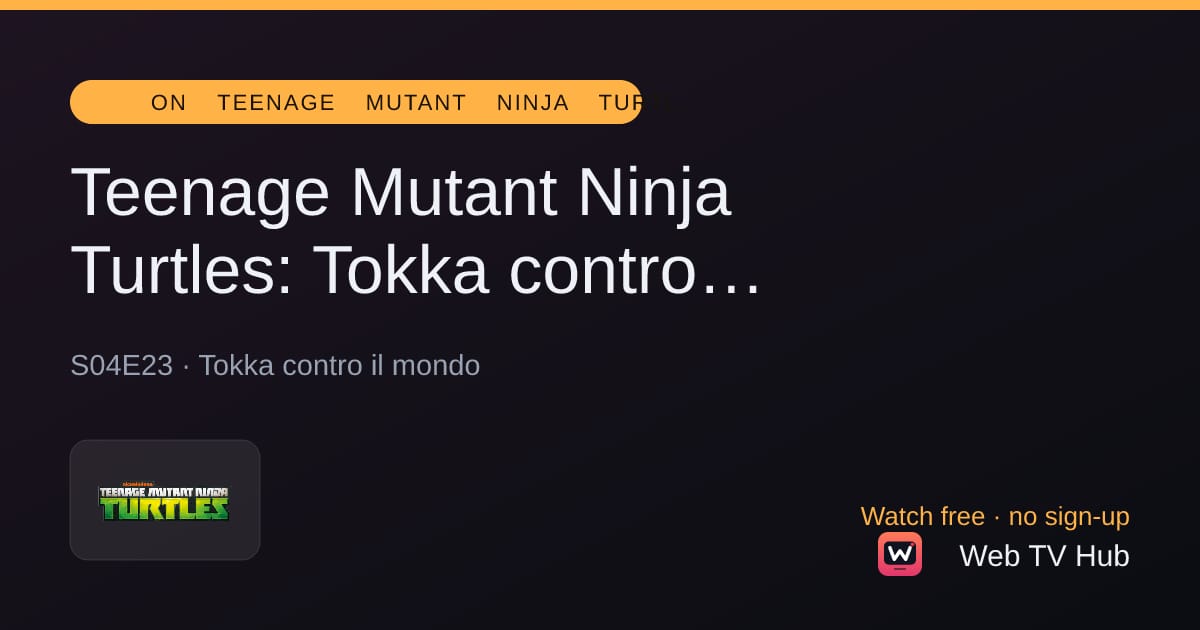 ON TEENAGE MUTANT NINJA
Teenage Mutant Ninja
Turtles: Tokka contro…
S04E23 · Tokka contro il mondo
nickelodeon
TEENAGE MUTANT NINJA
TURTLES
Watch free · no sign-up
W
Web TV Hub